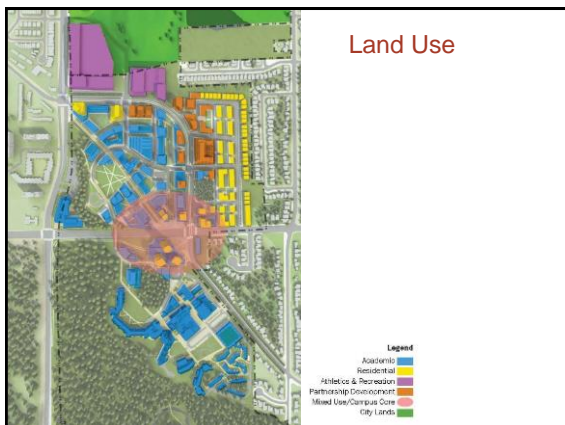 Land Use
Legend
Academic
Residential
Athletics & Recreation
Partnership Development
Mixed Use/Campus Core
City Lands